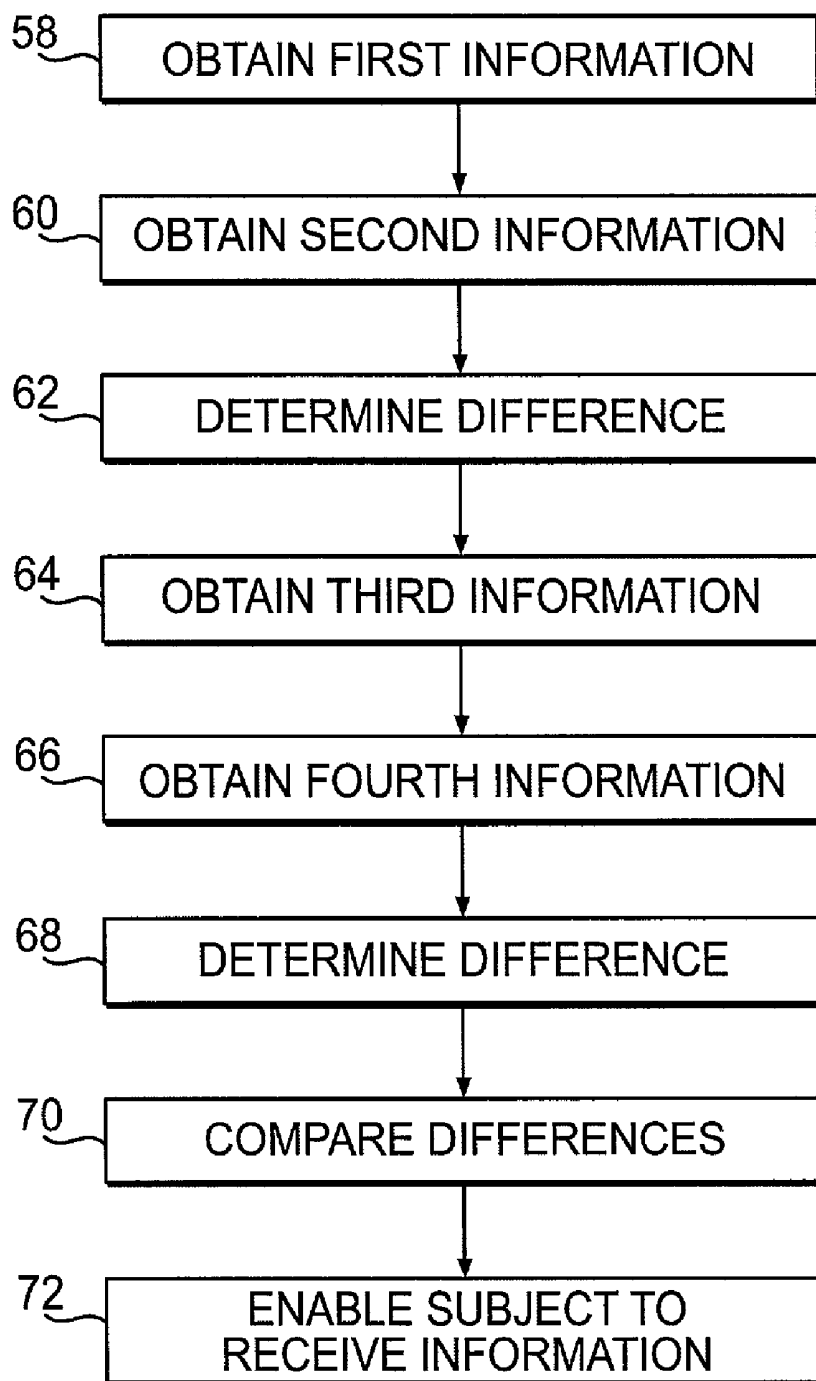 58 OBTAIN FIRST INFORMATION
60 OBTAIN SECOND INFORMATION
62 DETERMINE DIFFERENCE
64 OBTAIN THIRD INFORMATION
66 OBTAIN FOURTH INFORMATION
68 DETERMINE DIFFERENCE
70 COMPARE DIFFERENCES
72 ENABLE SUBJECT TO
RECEIVE INFORMATION